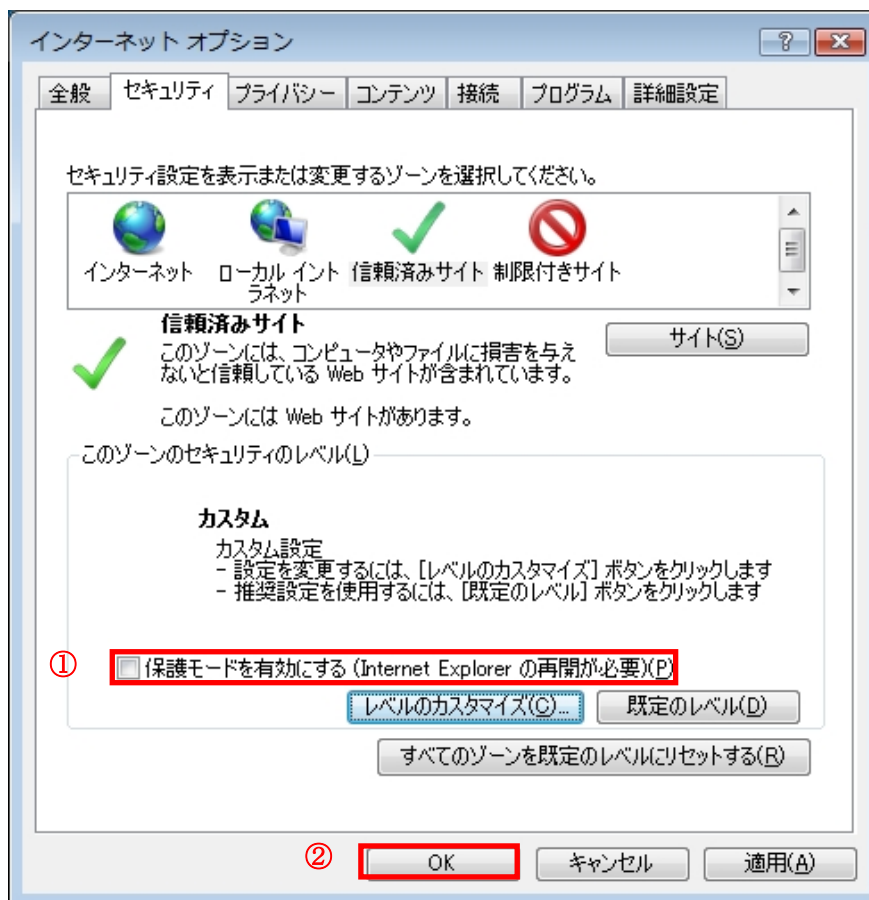 インターネット オプション
全般 セキュリティ プライバシー コンテンツ 接続 プログラム 詳細設定
セキュリティ設定を表示または変更するゾーンを選択してください。
インターネット ローカル イントラネット 信頼済みサイト 制限付きサイト
信頼済みサイト
サイト(S)
このゾーンには、コンピュータやファイルに損害を与え
ないと信頼している Web サイトが含まれています。
このゾーンには Web サイトがあります。
このゾーンのセキュリティのレベル(L)
カスタム
カスタム設定
- 設定を変更するには、[レベルのカスタマイズ] ボタンをクリックします
- 推奨設定を使用するには、[既定のレベル] ボタンをクリックします
① 保護モードを有効にする (Internet Explorer の再開が必要)(P)
レベルのカスタマイズ(C)... 既定のレベル(D)
すべてのゾーンを既定のレベルにリセットする(R)
② OK キャンセル 適用(A)